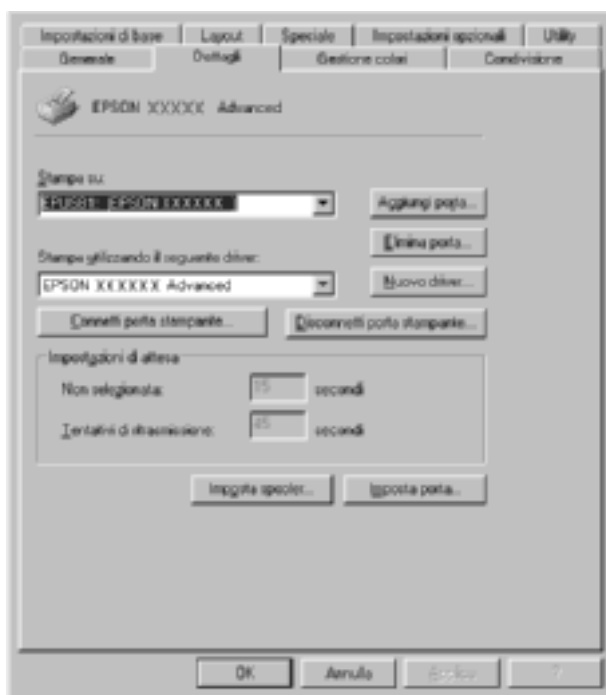 Impostazioni di base Layout Speciale Impostazioni opzionali Utility
Generale Dettagli Gestione colori Condivisione
EPSON XXXXX Advanced
Stampa su:
EPUSB1: EPSON XXXXXX
Aggiungi porta...
Elimina porta...
Stampa utilizzando il seguente driver:
EPSON XXXXXX Advanced
Nuovo driver...
Connetti porta stampante...
Disconnetti porta stampante...
Impostazioni di attesa
Non selezionata: 15 secondi
Tentativi di ritrasmissione: 45 secondi
Imposta spooler...
Imposta porta...
OK Annulla Applica ?